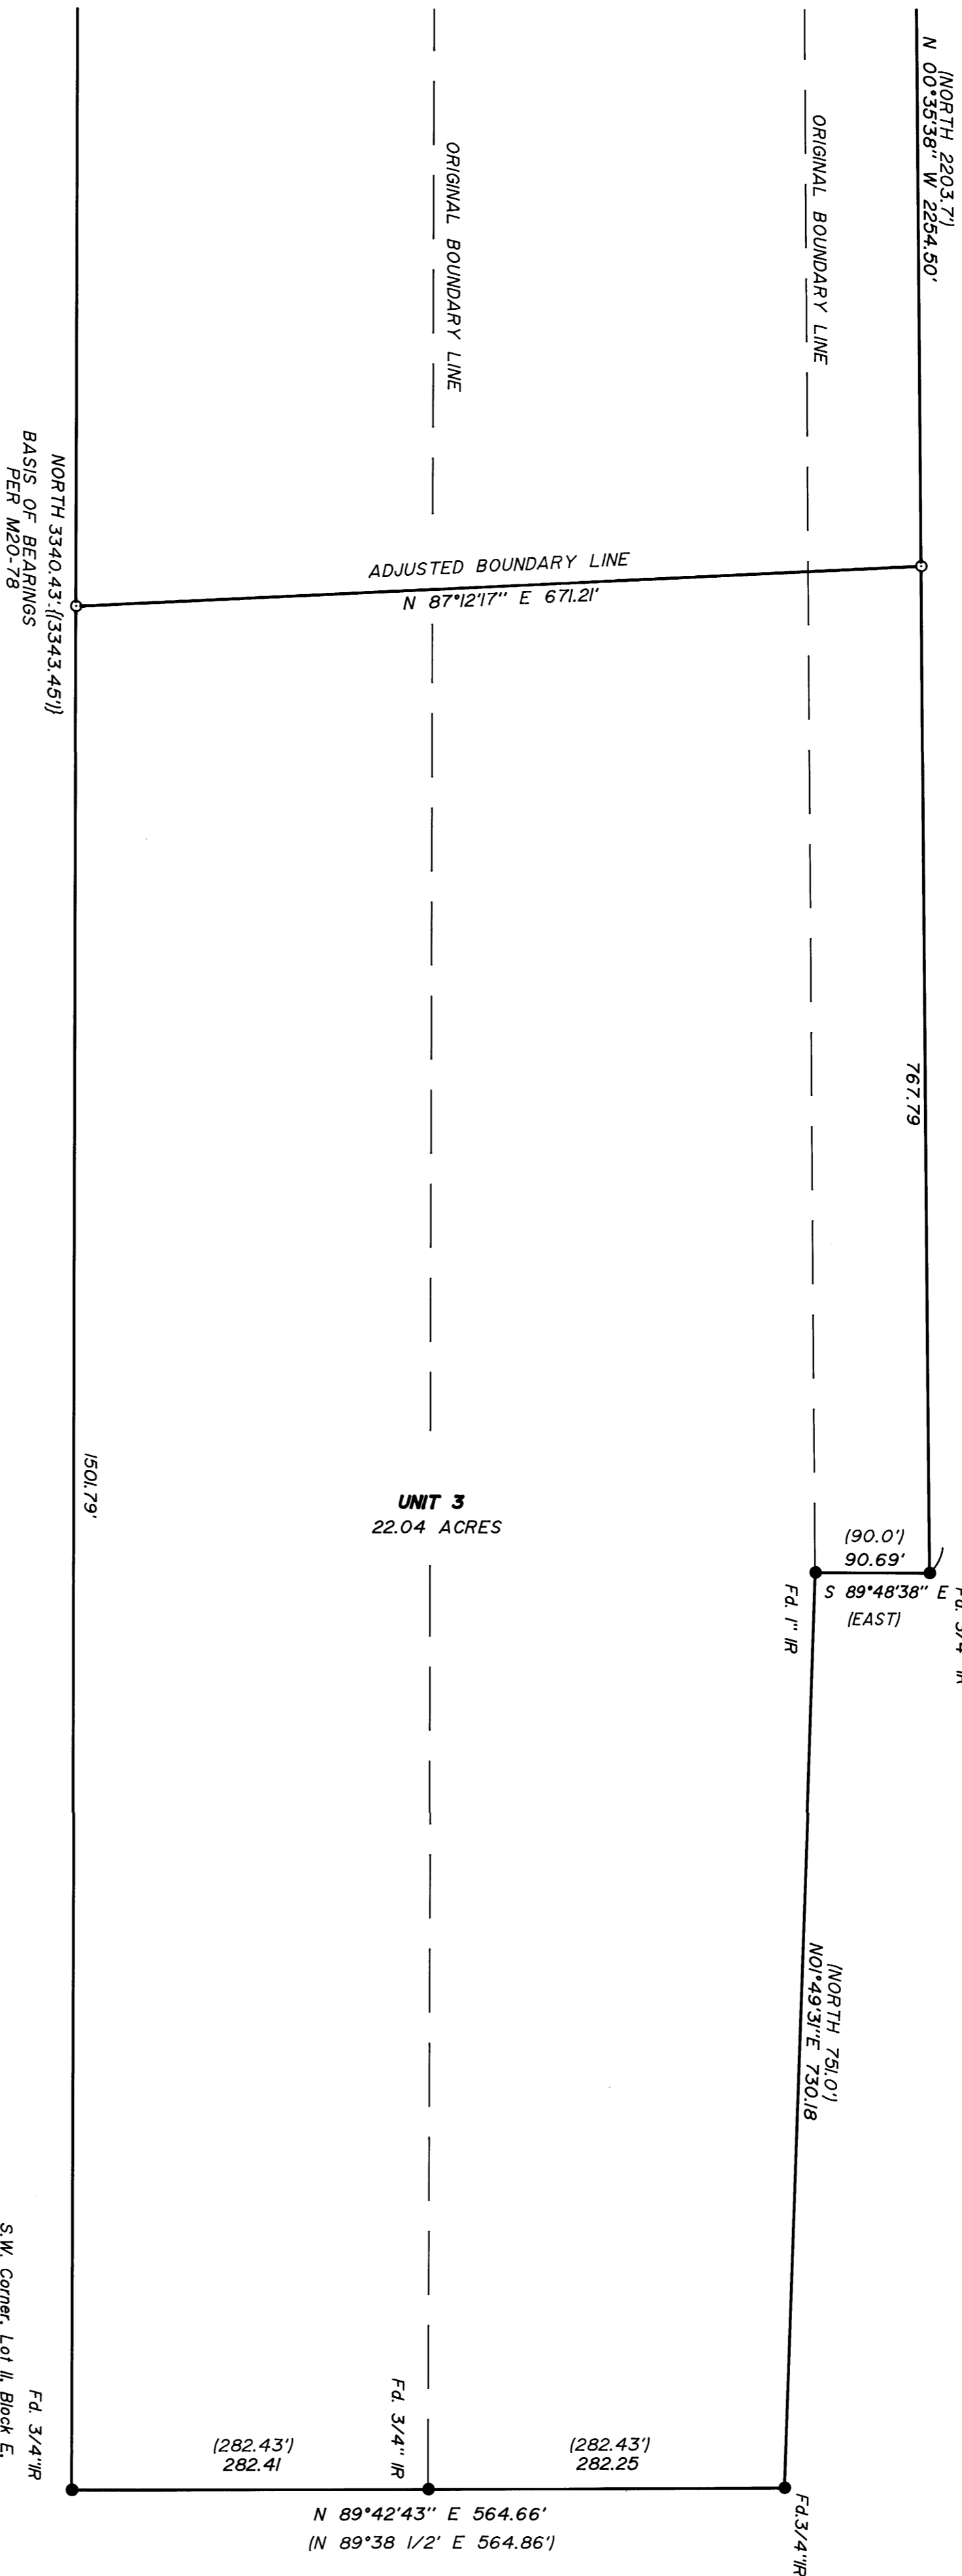 (NORTH 2203.7')
N 00°35'38" W 2254.50'
ORIGINAL BOUNDARY LINE
ORIGINAL BOUNDARY LINE
NORTH 3340.43'{(3343.45')}
BASIS OF BEARINGS
PER M20-78
ADJUSTED BOUNDARY LINE
N 87°12'17" E 671.21'
767.79
1501.79'
UNIT 3
22.04 ACRES
(90.0')
90.69'
S 89°48'38" E
(EAST)
Fd. 3/4" IR
Fd. 1" IR
(NORTH 751.0')
N01°49'31"E 730.18
S.W. Corner, Lot 11, Block E.
Fd. 3/4"IR
Fd. 3/4" IR
(282.43')
282.41
(282.43')
282.25
Fd.3/4"IR
N 89°42'43" E 564.66'
(N 89°38 1/2' E 564.86')